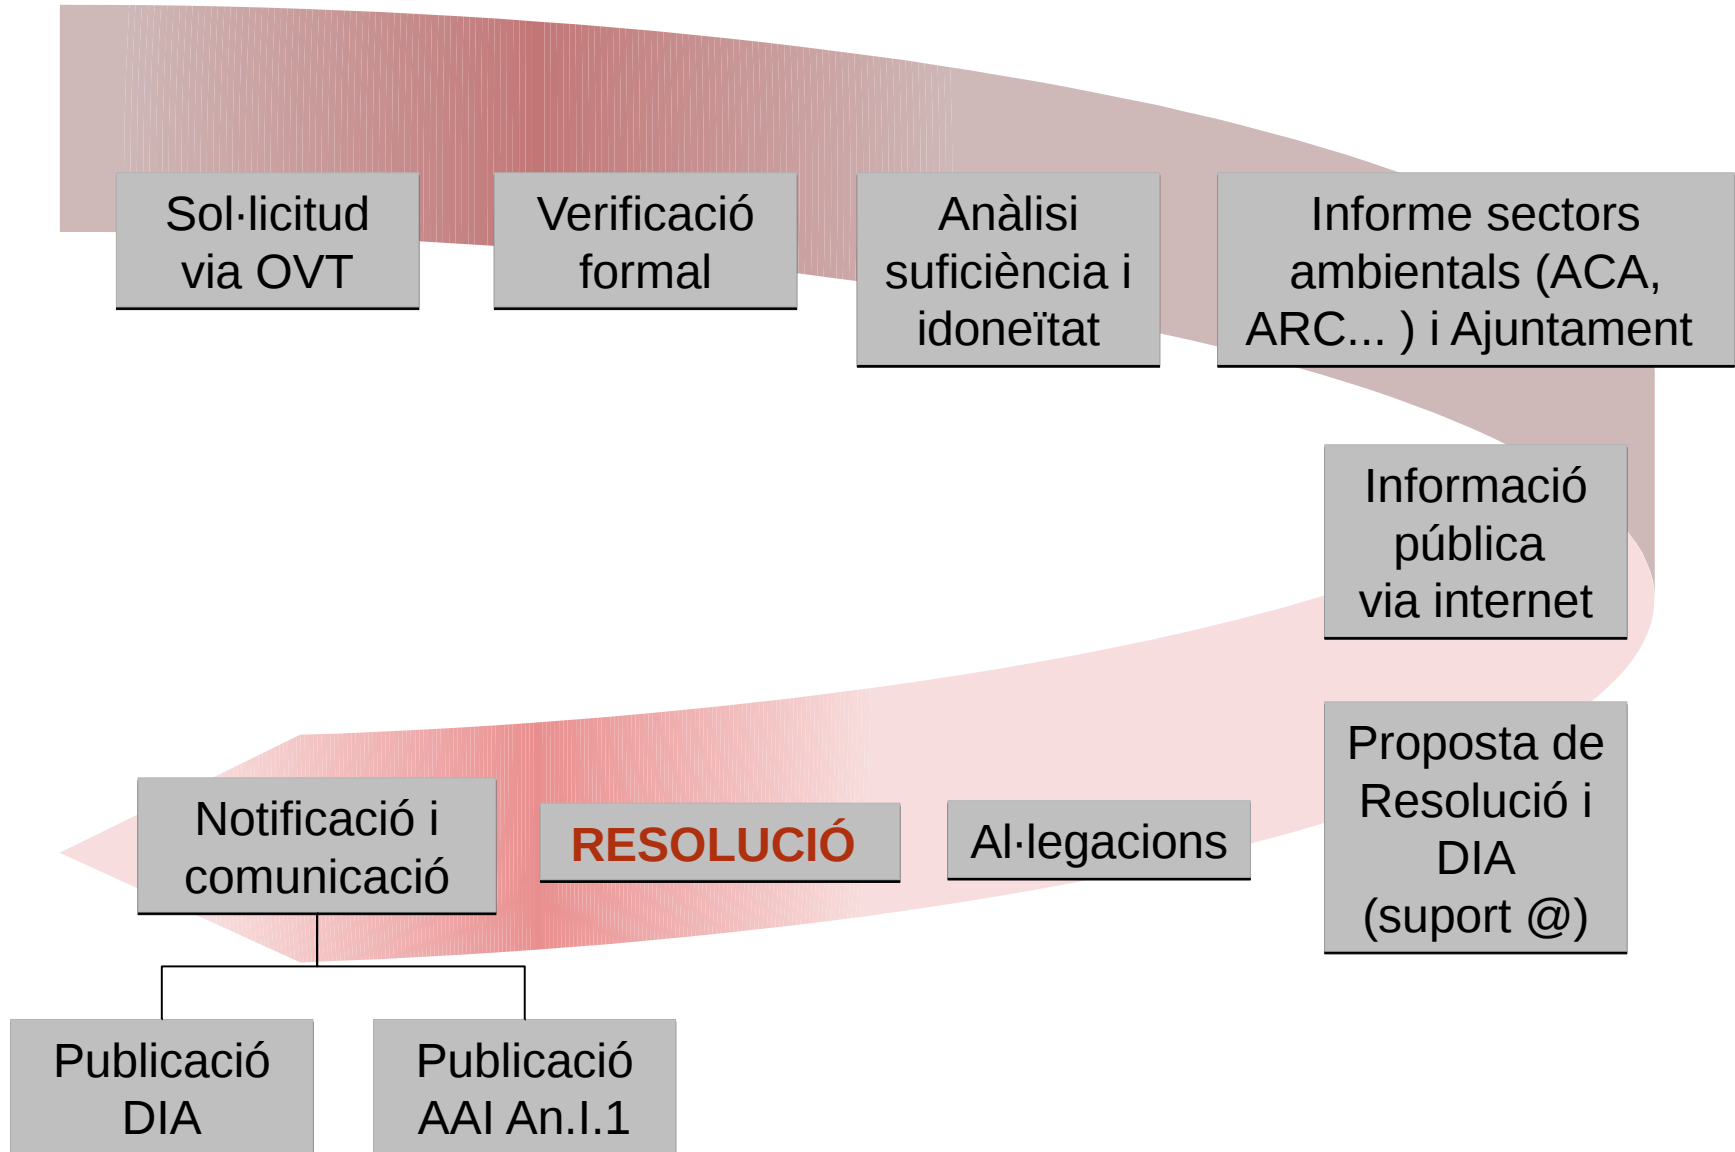 Sol·licitud
via OVT
Verificació
formal
Anàlisi
suficiència i
idoneïtat
Informe sectors
ambientals (ACA,
ARC... ) i Ajuntament
Informació
pública
via internet
Proposta de
Resolució i
DIA
(suport @)
Al·legacions
RESOLUCIÓ
Notificació i
comunicació
Publicació
DIA
Publicació
AAI An.I.1